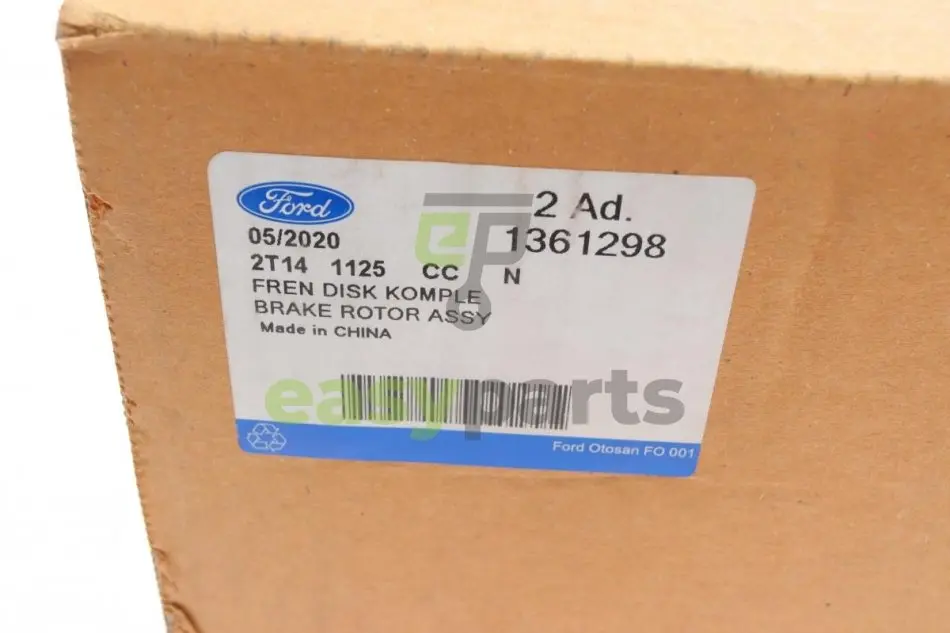 Ford
2 Ad.
05/2020
1361298
2T14 1125 CC N
FREN DISK KOMPLE
BRAKE ROTOR ASSY
Made in CHINA
ep
easyparts
Ford Otosan FO 001